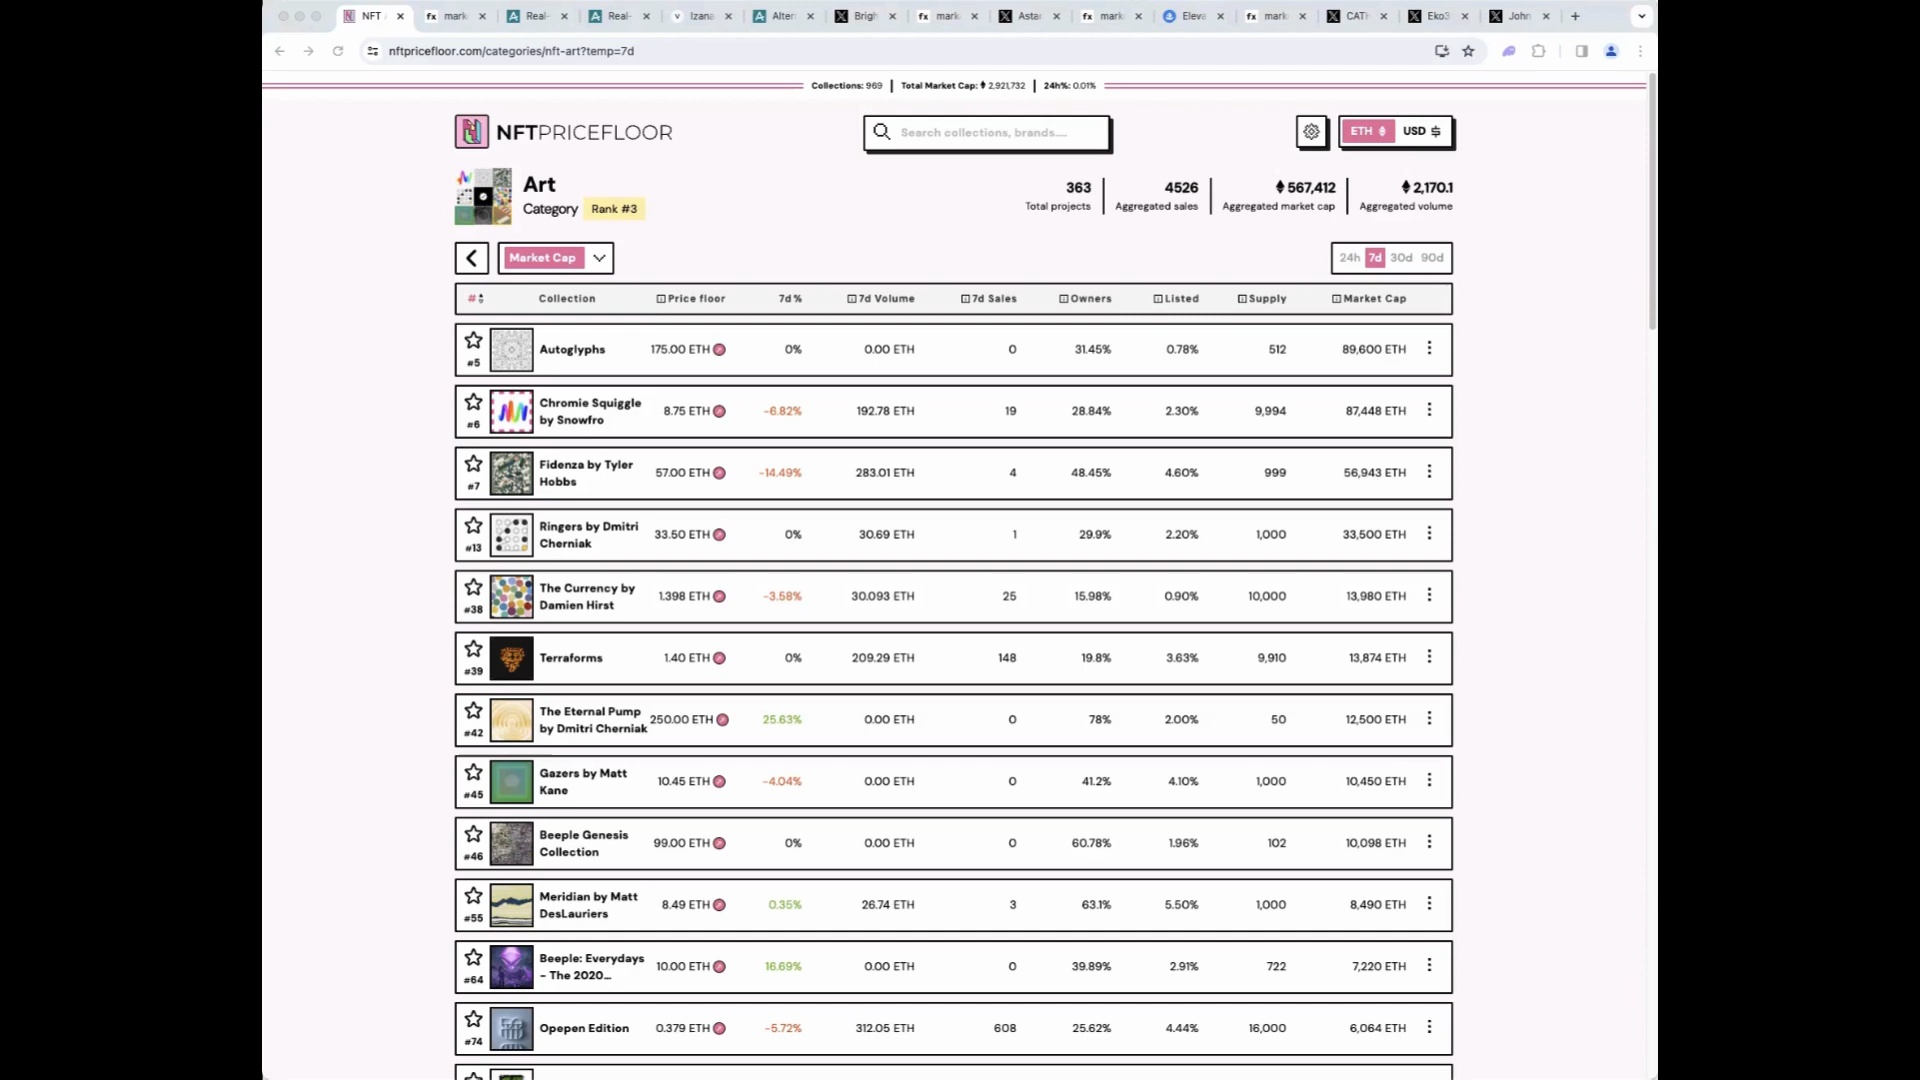 NFT
mark
Real-
Real-
Izana
Altern
Brigh
mark
Astar
mark
Eleva
mark
CATH
Eko3
John
nftpricefloor.com/categories/nft-art?temp=7d
Collections: 969 | Total Market Cap: 2,921,732 | 24h%: 0.01%
NFTPRICEFLOOR
Search collections, brands....
ETH USD
Art
Category Rank #3
363 4526 567,412 2,170.1
Total projects Aggregated sales Aggregated market cap Aggregated volume
Market Cap
24h 7d 30d 90d
# Collection Price floor 7d% 7d Volume 7d Sales Owners Listed Supply Market Cap
#5 Autoglyphs 175.00 ETH 0% 0.00 ETH 0 31.45% 0.78% 512 89,600 ETH
Chromie Squiggle
by Snowfro
#6 8.75 ETH -6.82% 192.78 ETH 19 28.84% 2.30% 9,994 87,448 ETH
Fidenza by Tyler
Hobbs
#7 57.00 ETH -14.49% 283.01 ETH 4 48.45% 4.60% 999 56,943 ETH
Ringers by Dmitri
Cherniak
#13 33.50 ETH 0% 30.69 ETH 1 29.9% 2.20% 1,000 33,500 ETH
The Currency by
Damien Hirst
#38 1.398 ETH -3.58% 30.093 ETH 25 15.98% 0.90% 10,000 13,980 ETH
#39 Terraforms 1.40 ETH 0% 209.29 ETH 148 19.8% 3.63% 9,910 13,874 ETH
The Eternal Pump
by Dmitri Cherniak
#42 250.00 ETH 25.63% 0.00 ETH 0 78% 2.00% 50 12,500 ETH
Gazers by Matt
Kane
#45 10.45 ETH -4.04% 0.00 ETH 0 41.2% 4.10% 1,000 10,450 ETH
Beeple Genesis
Collection
#46 99.00 ETH 0% 0.00 ETH 0 60.78% 1.96% 102 10,098 ETH
Meridian by Matt
DesLauriers
#55 8.49 ETH 0.35% 26.74 ETH 3 63.1% 5.50% 1,000 8,490 ETH
Beeple: Everydays
- The 2020...
#64 10.00 ETH 16.69% 0.00 ETH 0 39.89% 2.91% 722 7,220 ETH
#74 Opepen Edition 0.379 ETH -5.72% 312.05 ETH 608 25.62% 4.44% 16,000 6,064 ETH